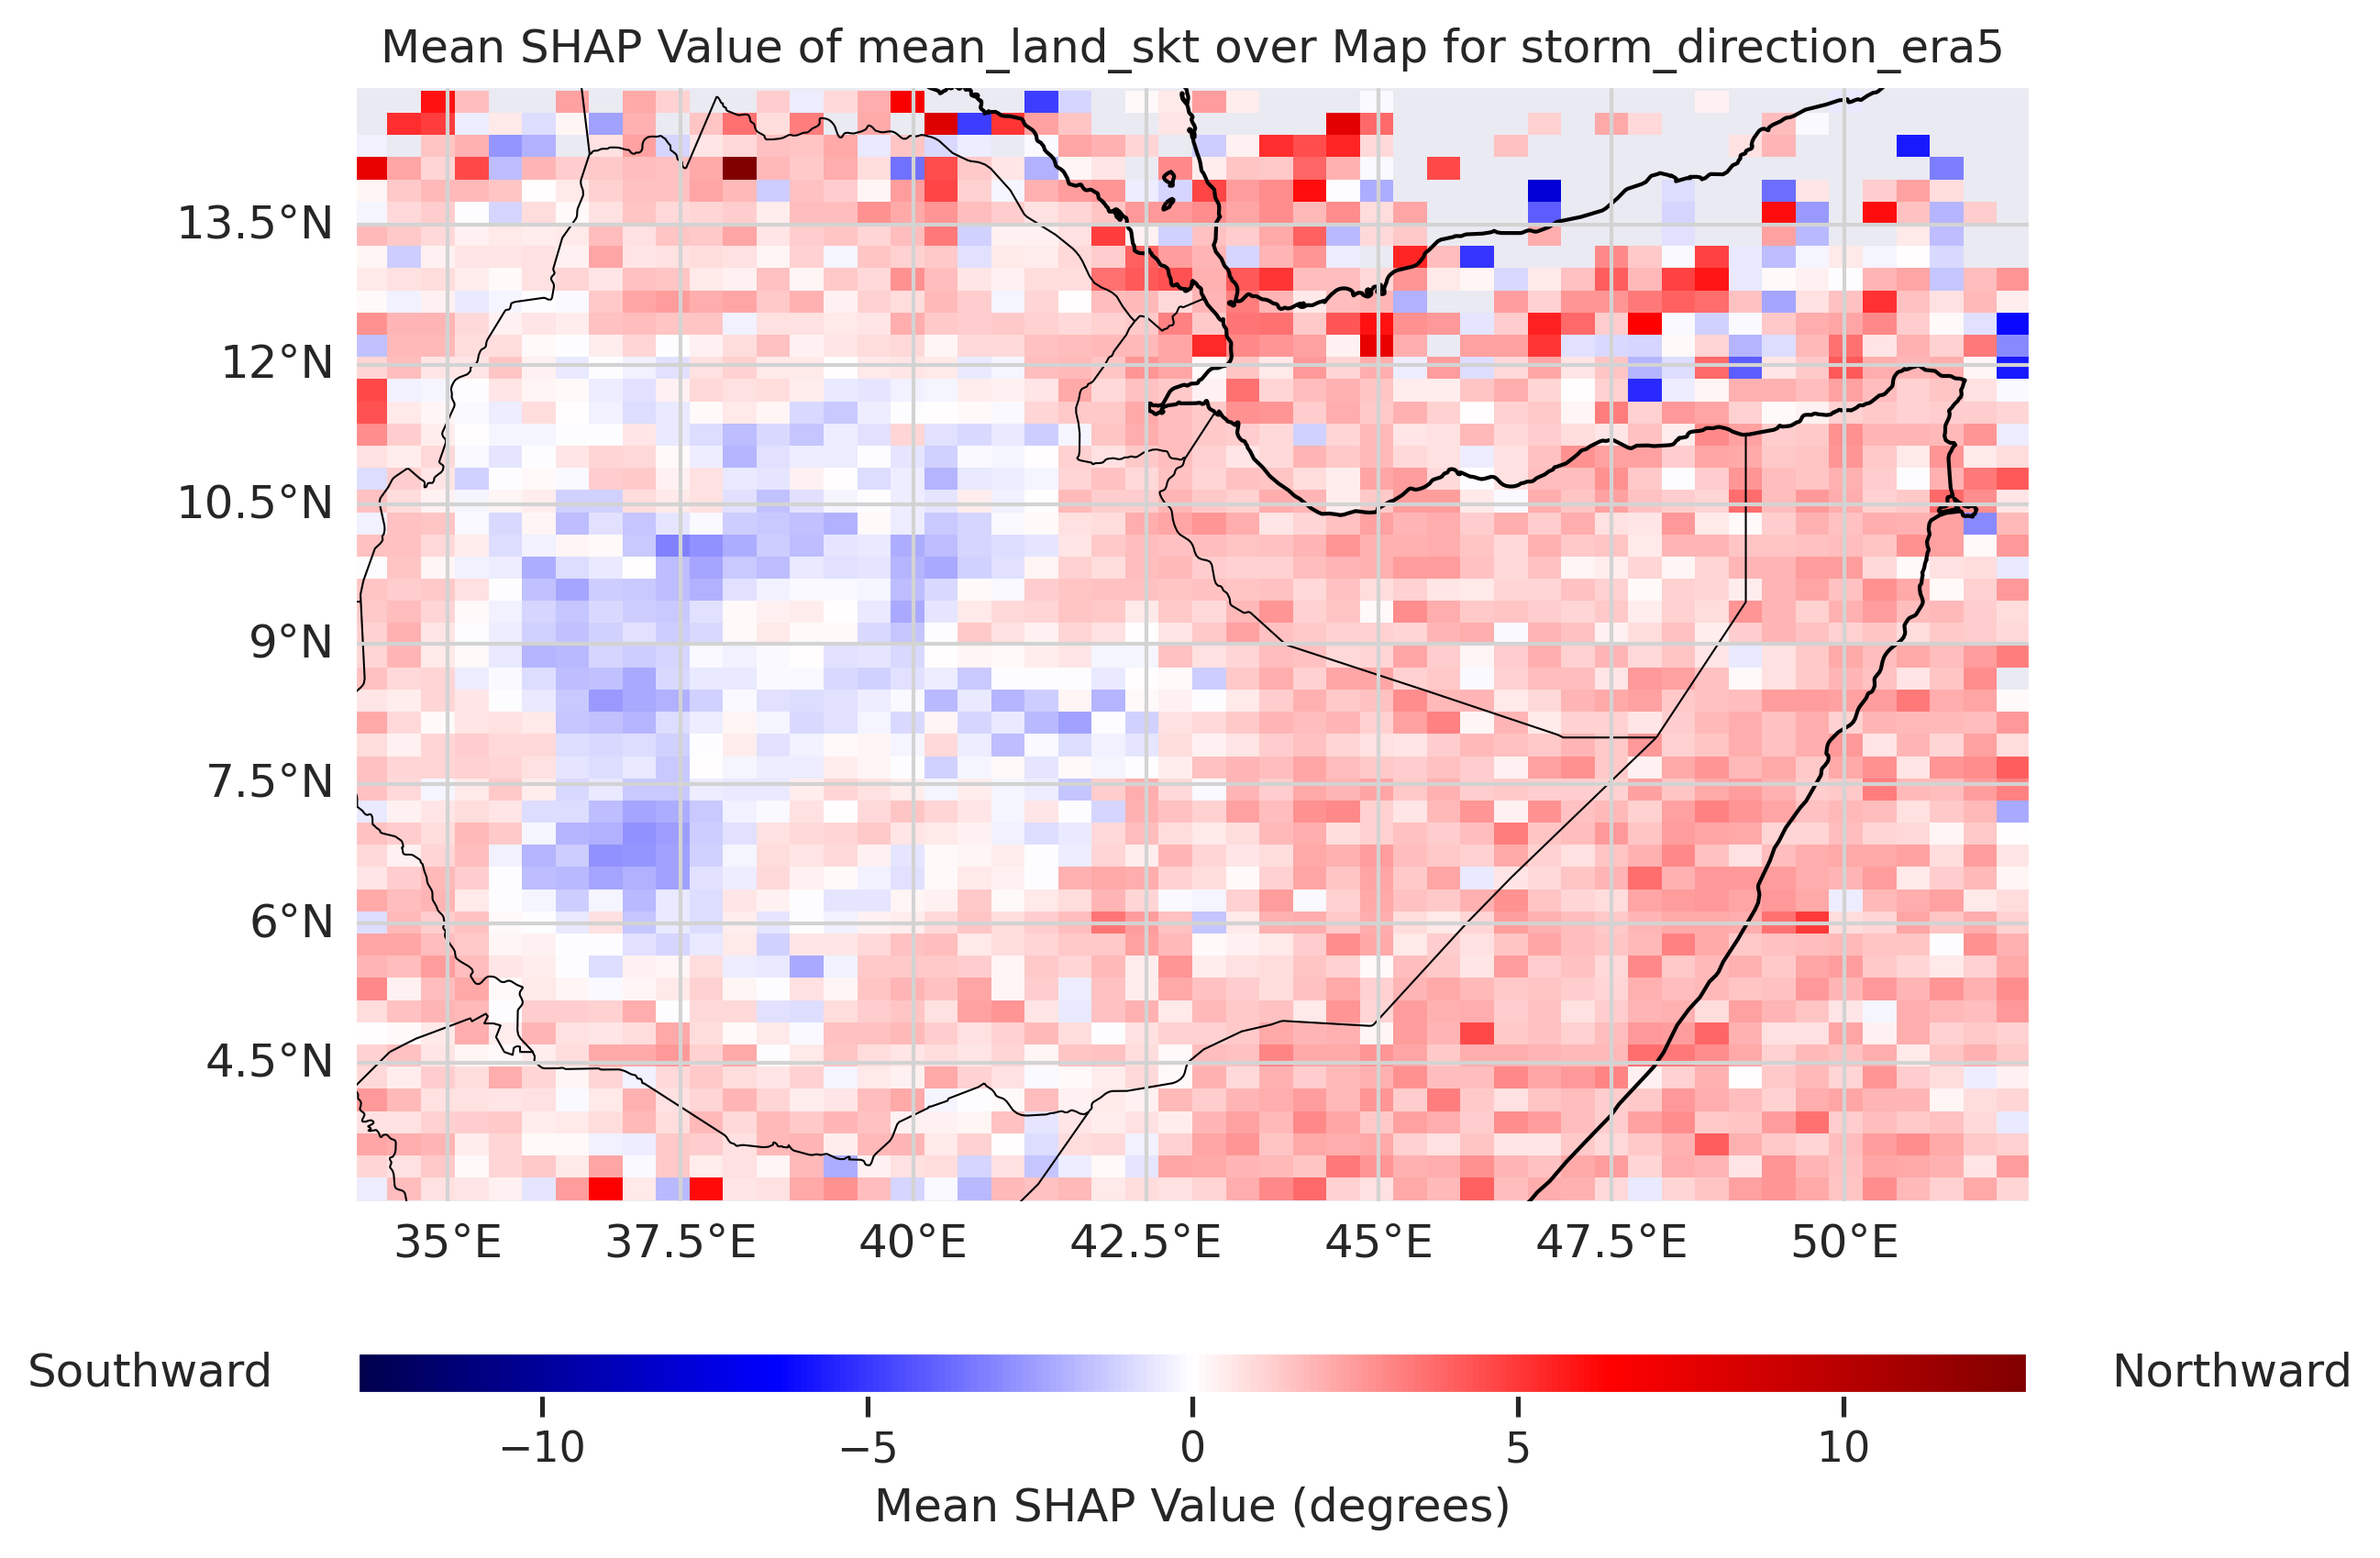 Mean SHAP Value of mean_land_skt over Map for storm_direction_era5
13.5°N
12°N
10.5°N
9°N
7.5°N
6°N
4.5°N
35°E 37.5°E 40°E 42.5°E 45°E 47.5°E 50°E
Southward Northward
−10 −5 0 5 10
Mean SHAP Value (degrees)